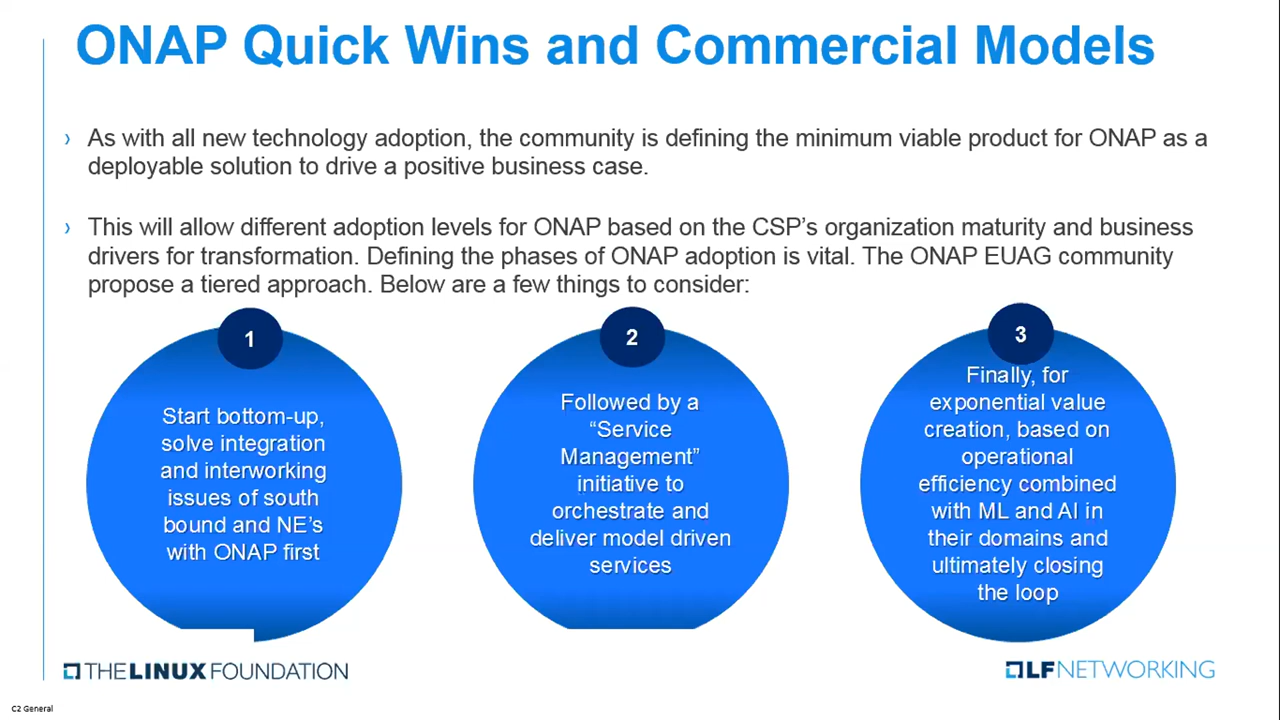 ONAP Quick Wins and Commercial Models
› As with all new technology adoption, the community is defining the minimum viable product for ONAP as a
deployable solution to drive a positive business case.
› This will allow different adoption levels for ONAP based on the CSP’s organization maturity and business
drivers for transformation. Defining the phases of ONAP adoption is vital. The ONAP EUAG community
propose a tiered approach. Below are a few things to consider:
1
Start bottom-up,
solve integration
and interworking
issues of south
bound and NE’s
with ONAP first
2
Followed by a
“Service
Management”
initiative to
orchestrate and
deliver model driven
services
3
Finally, for
exponential value
creation, based on
operational
efficiency combined
with ML and AI in
their domains and
ultimately closing
the loop
THE LINUX FOUNDATION
LF NETWORKING
C2 General